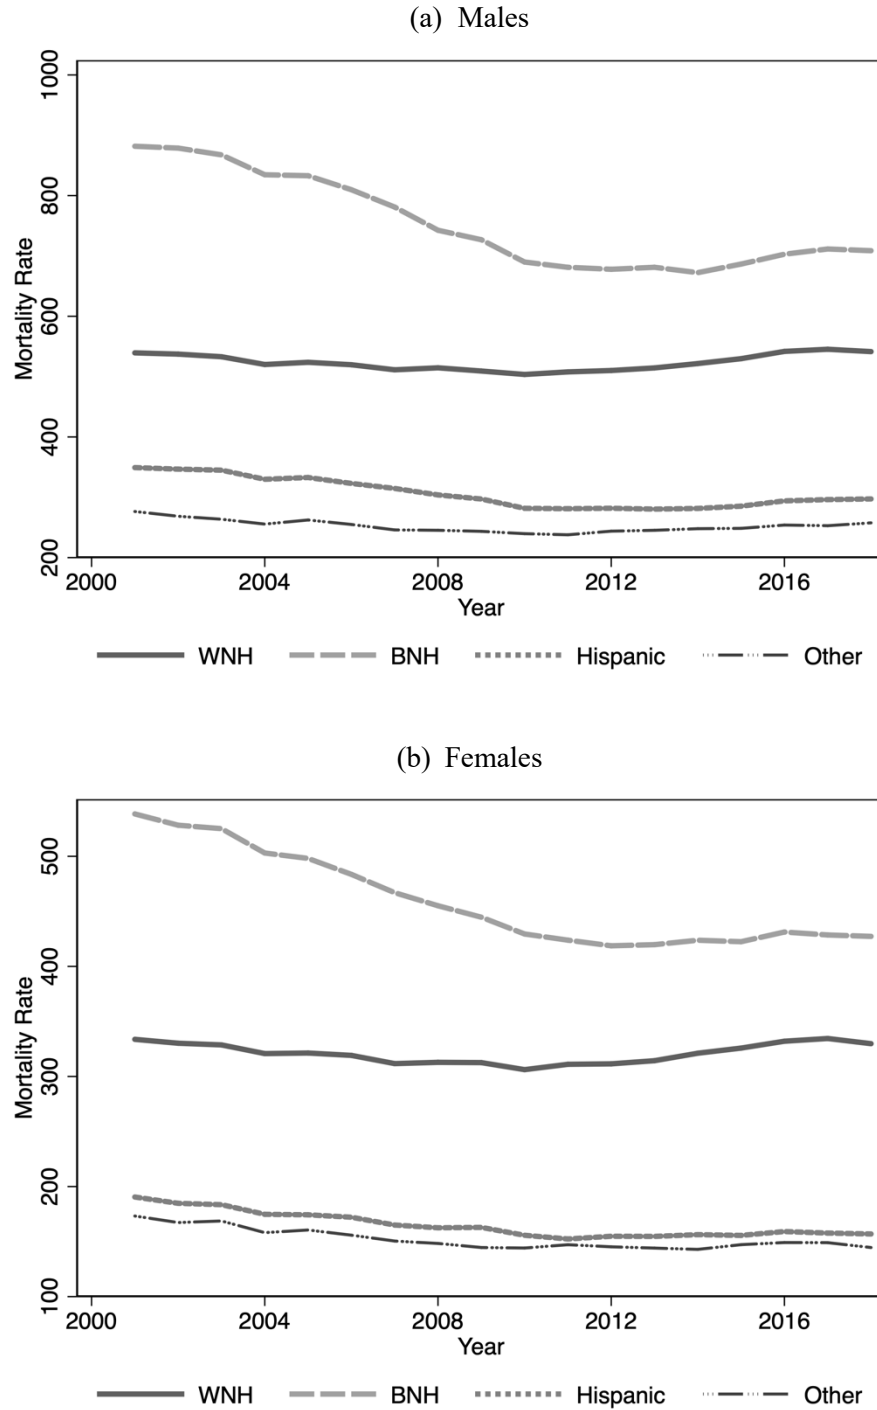 (a) Males
1000
800
600
400
200
Mortality Rate
2000 2004 2008 2012 2016
Year
WNH BNH Hispanic Other
(b) Females
500
400
300
200
100
Mortality Rate
2000 2004 2008 2012 2016
Year
WNH BNH Hispanic Other